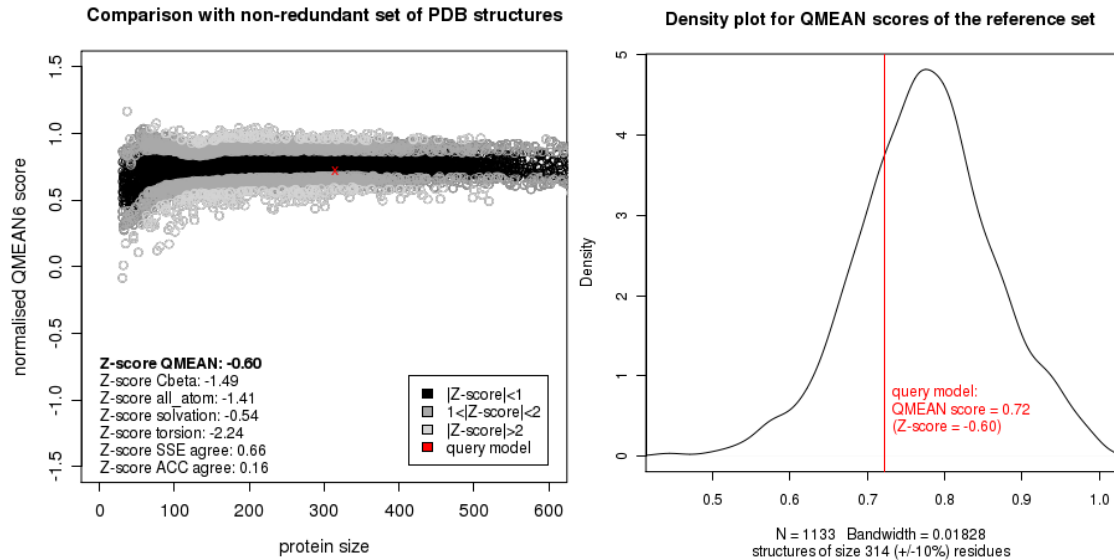 Comparison with non-redundant set of PDB structures
normalised QMEAN6 score
1.5
1.0
0.5
0.0
-0.5
-1.0
-1.5
Z-score QMEAN: -0.60
Z-score Cbeta: -1.49
Z-score all_atom: -1.41
Z-score solvation: -0.54
Z-score torsion: -2.24
Z-score SSE agree: 0.66
Z-score ACC agree: 0.16
|Z-score|<1
1<|Z-score|<2
|Z-score|>2
query model
x
0 100 200 300 400 500 600
protein size
Density plot for QMEAN scores of the reference set
Density
5
4
3
2
1
0
query model:
QMEAN score = 0.72
(Z-score = -0.60)
0.5 0.6 0.7 0.8 0.9 1.0
N = 1133 Bandwidth = 0.01828
structures of size 314 (+/-10%) residues